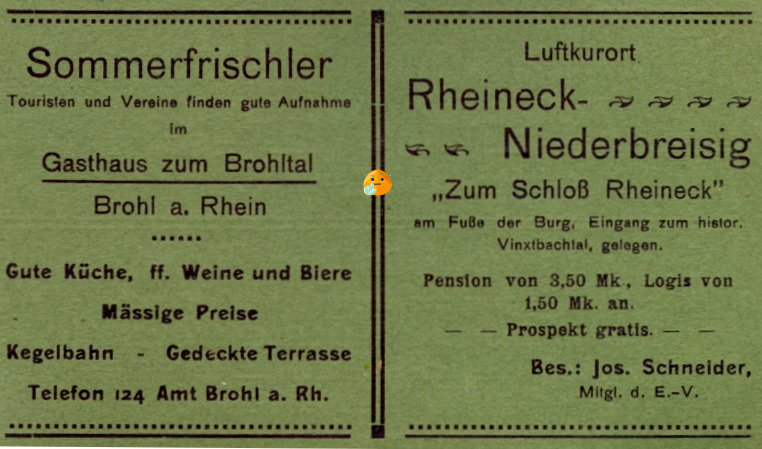 Sommerfrischler
Touristen und Vereine finden gute Aufnahme
im
Gasthaus zum Brohltal
Brohl a. Rhein
Gute Küche, ff. Weine und Biere
Mässige Preise
Kegelbahn - Gedeckte Terrasse
Telefon 124 Amt Brohl a. Rh.
Luftkurort
Rheineck-
Niederbreisig
„Zum Schloß Rheineck"
am Fuße der Burg, Eingang zum histor.
Vinxtbachtal, gelegen.
Pension von 3,50 Mk., Logis von
1,50 Mk. an.
— — Prospekt gratis. — —
Bes.: Jos. Schneider,
Mitgl. d. E.-V.